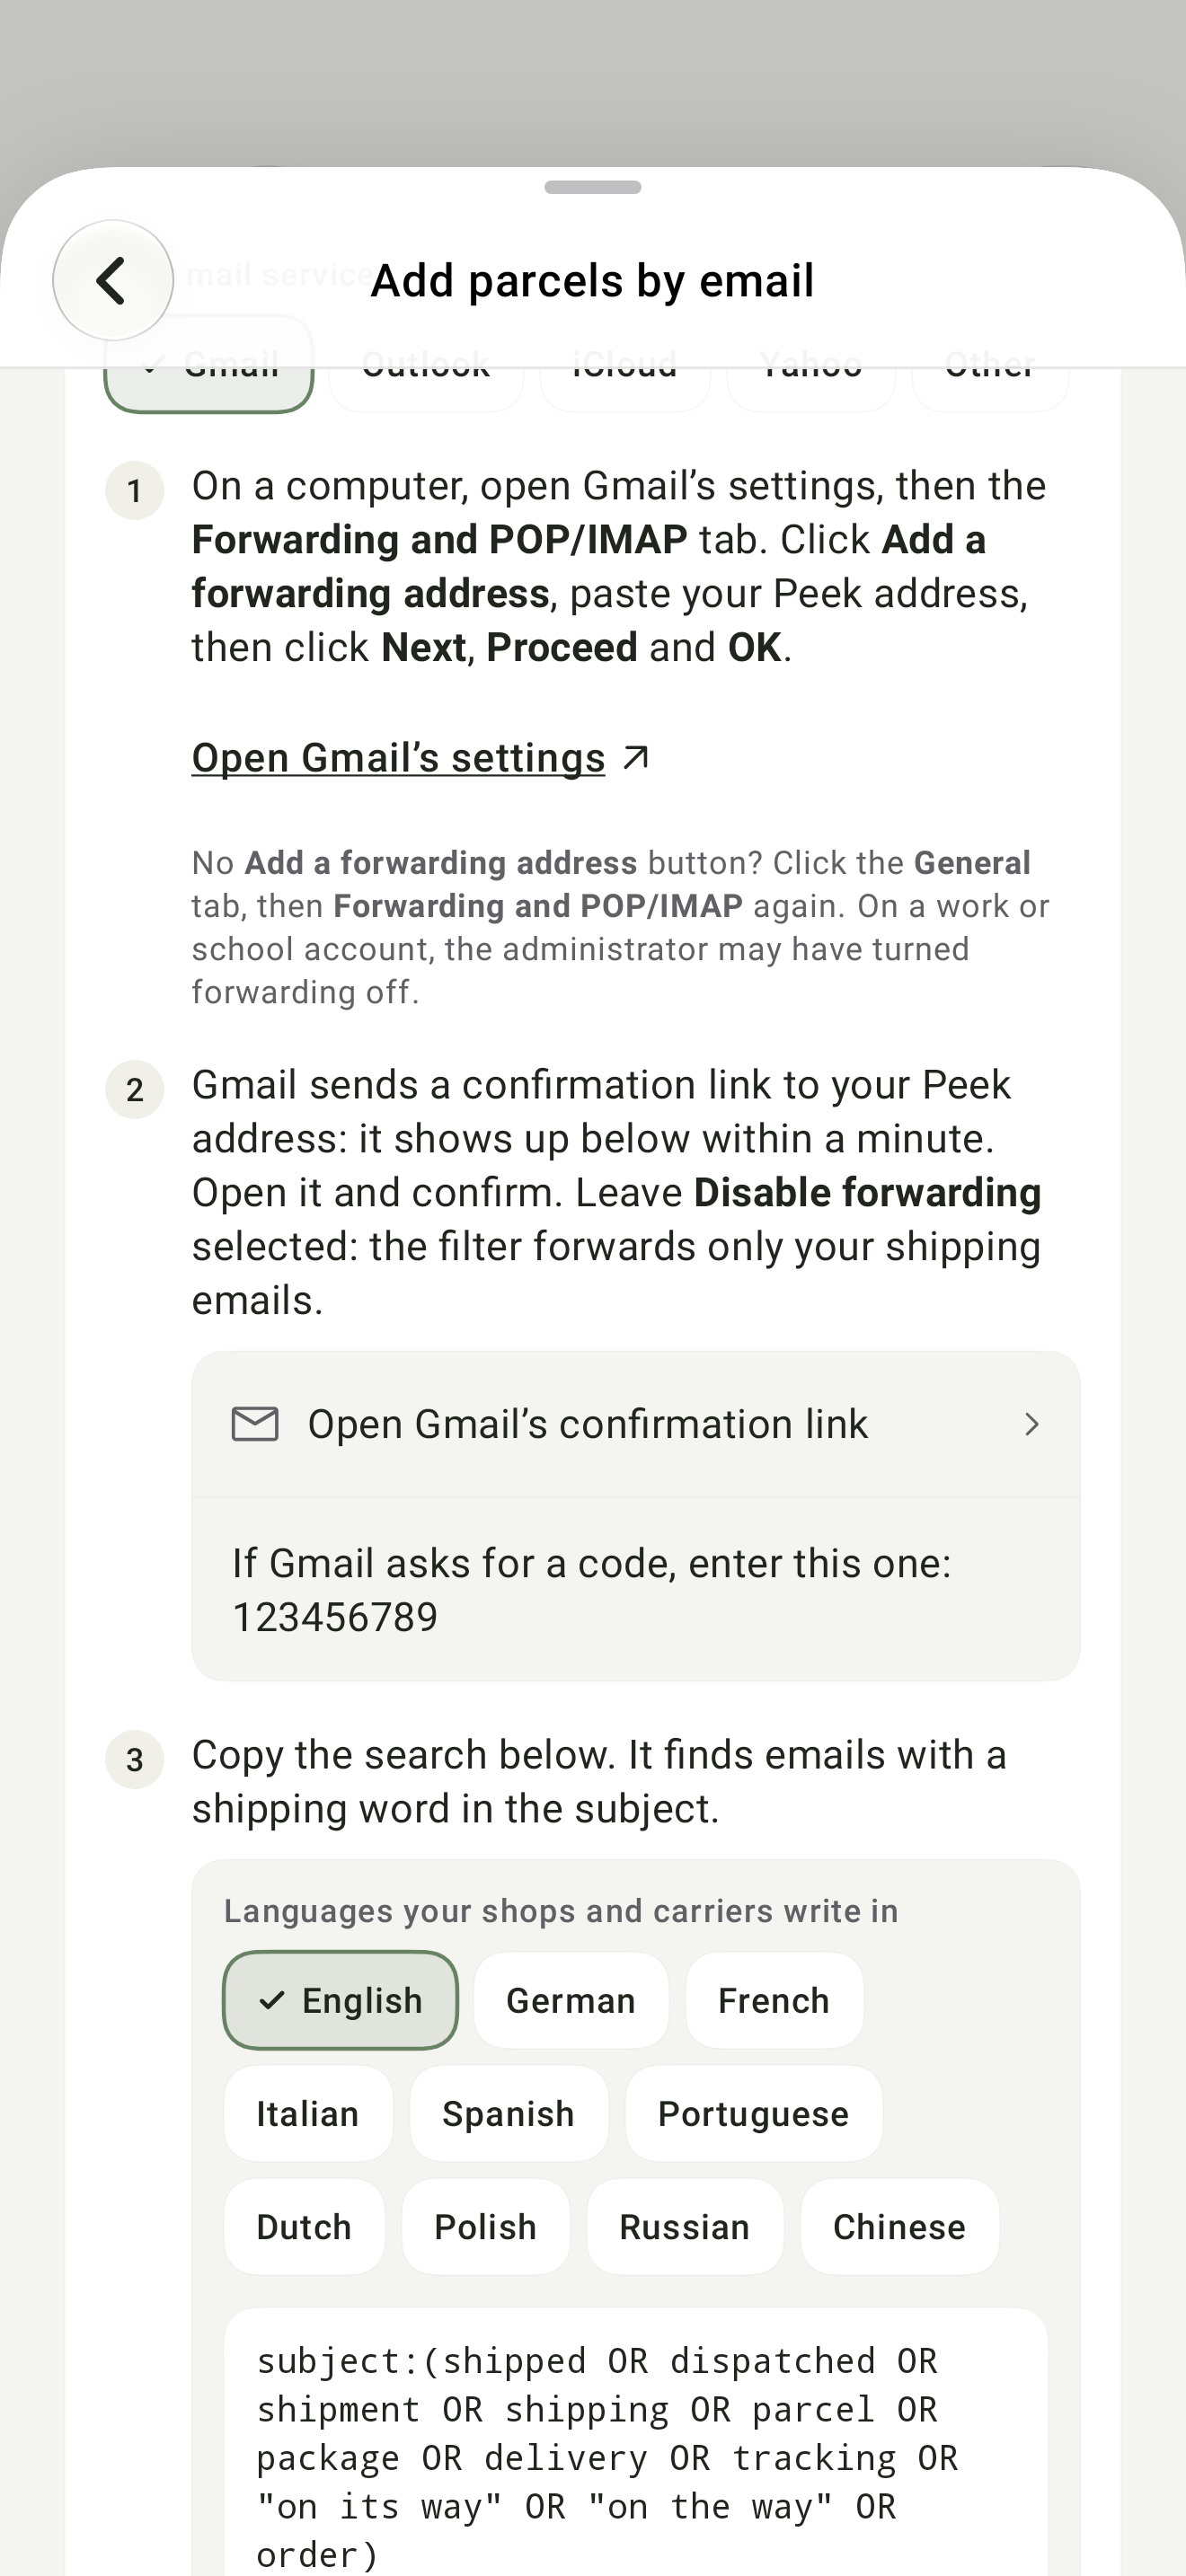 mail service
Add parcels by email
Gmail Outlook iCloud Yahoo Other
1
On a computer, open Gmail’s settings, then the
Forwarding and POP/IMAP tab. Click Add a
forwarding address, paste your Peek address,
then click Next, Proceed and OK.
Open Gmail’s settings
No Add a forwarding address button? Click the General
tab, then Forwarding and POP/IMAP again. On a work or
school account, the administrator may have turned
forwarding off.
2
Gmail sends a confirmation link to your Peek
address: it shows up below within a minute.
Open it and confirm. Leave Disable forwarding
selected: the filter forwards only your shipping
emails.
Open Gmail’s confirmation link
If Gmail asks for a code, enter this one:
123456789
3
Copy the search below. It finds emails with a
shipping word in the subject.
Languages your shops and carriers write in
English German French
Italian Spanish Portuguese
Dutch Polish Russian Chinese
subject:(shipped OR dispatched OR
shipment OR shipping OR parcel OR
package OR delivery OR tracking OR
"on its way" OR "on the way" OR
order)